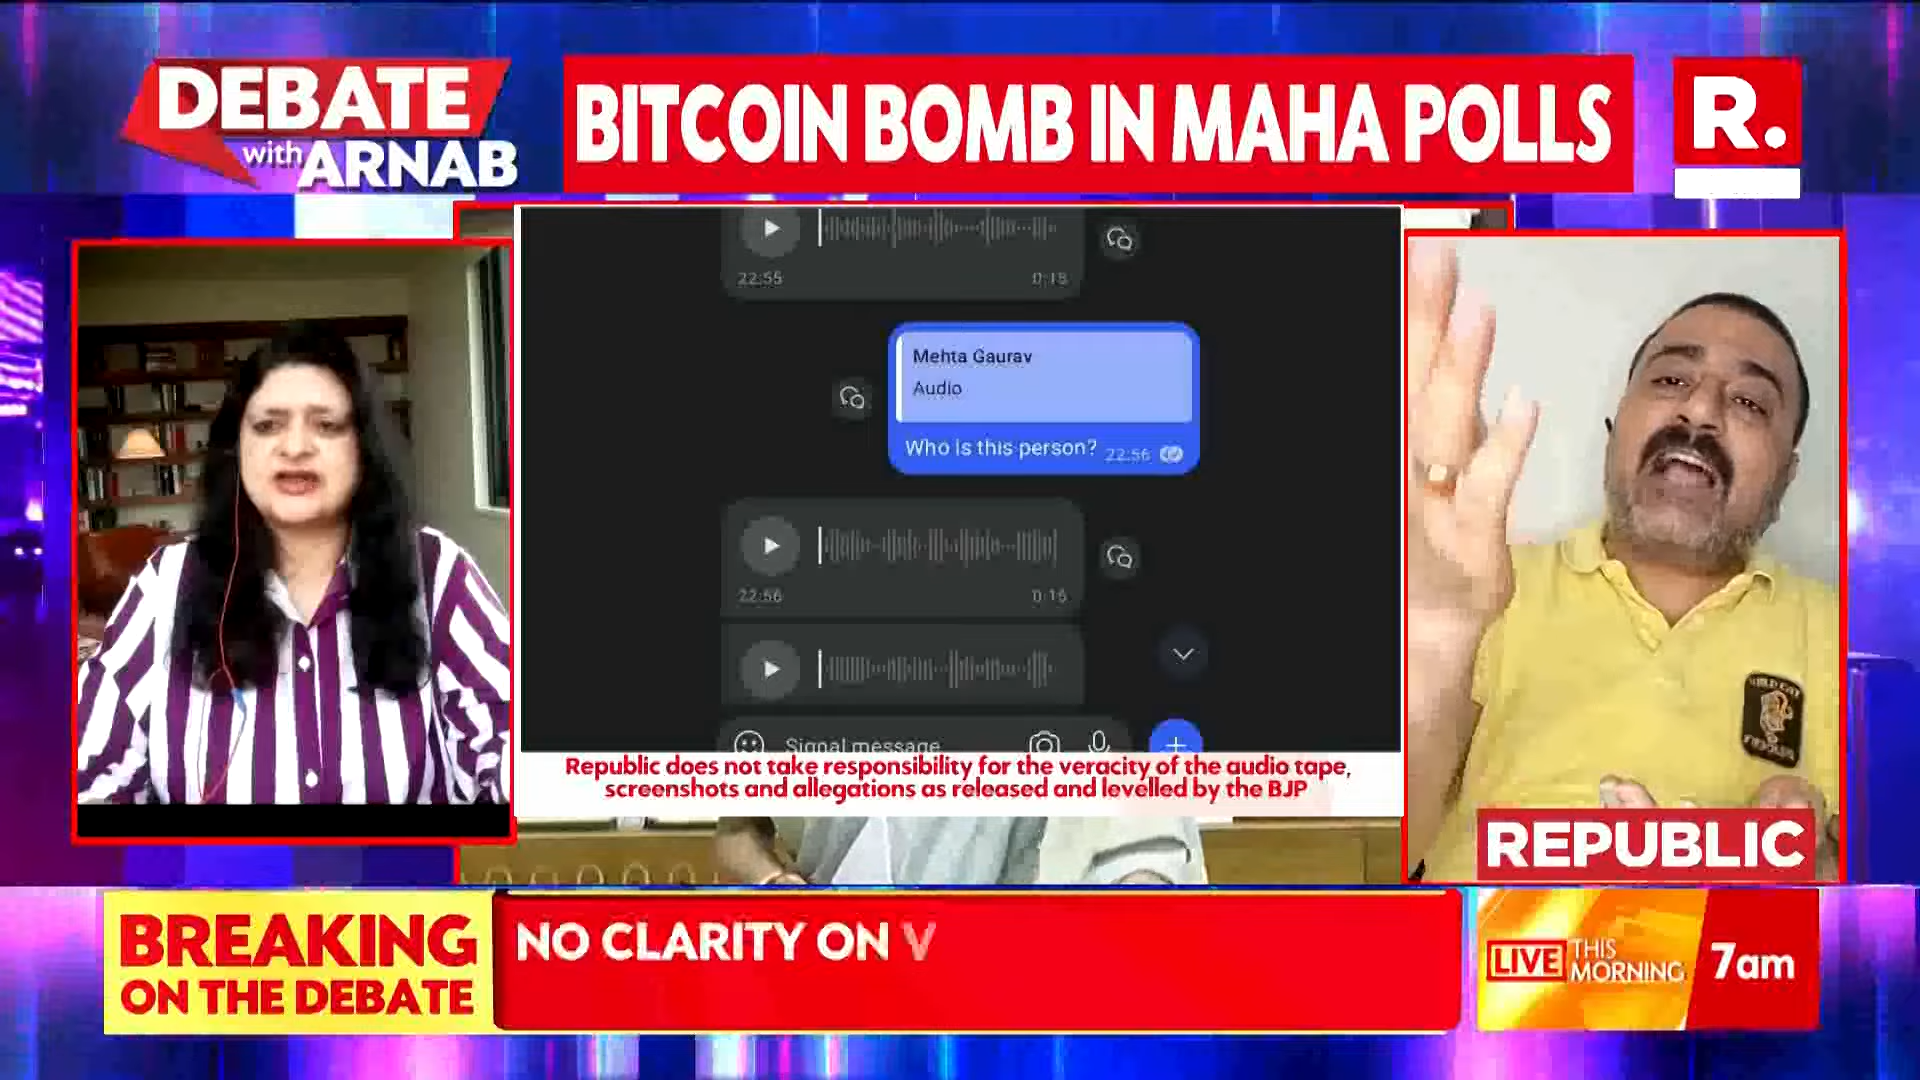 DEBATE
with ARNAB
BITCOIN BOMB IN MAHA POLLS
R.
22:55 0:18
Mehta Gaurav
Audio
Who is this person? 22:56
22:56 0:16
Signal message
Republic does not take responsibility for the veracity of the audio tape,
screenshots and allegations as released and levelled by the BJP
REPUBLIC
BREAKING
ON THE DEBATE
NO CLARITY ON V
LIVE THIS
MORNING
7am